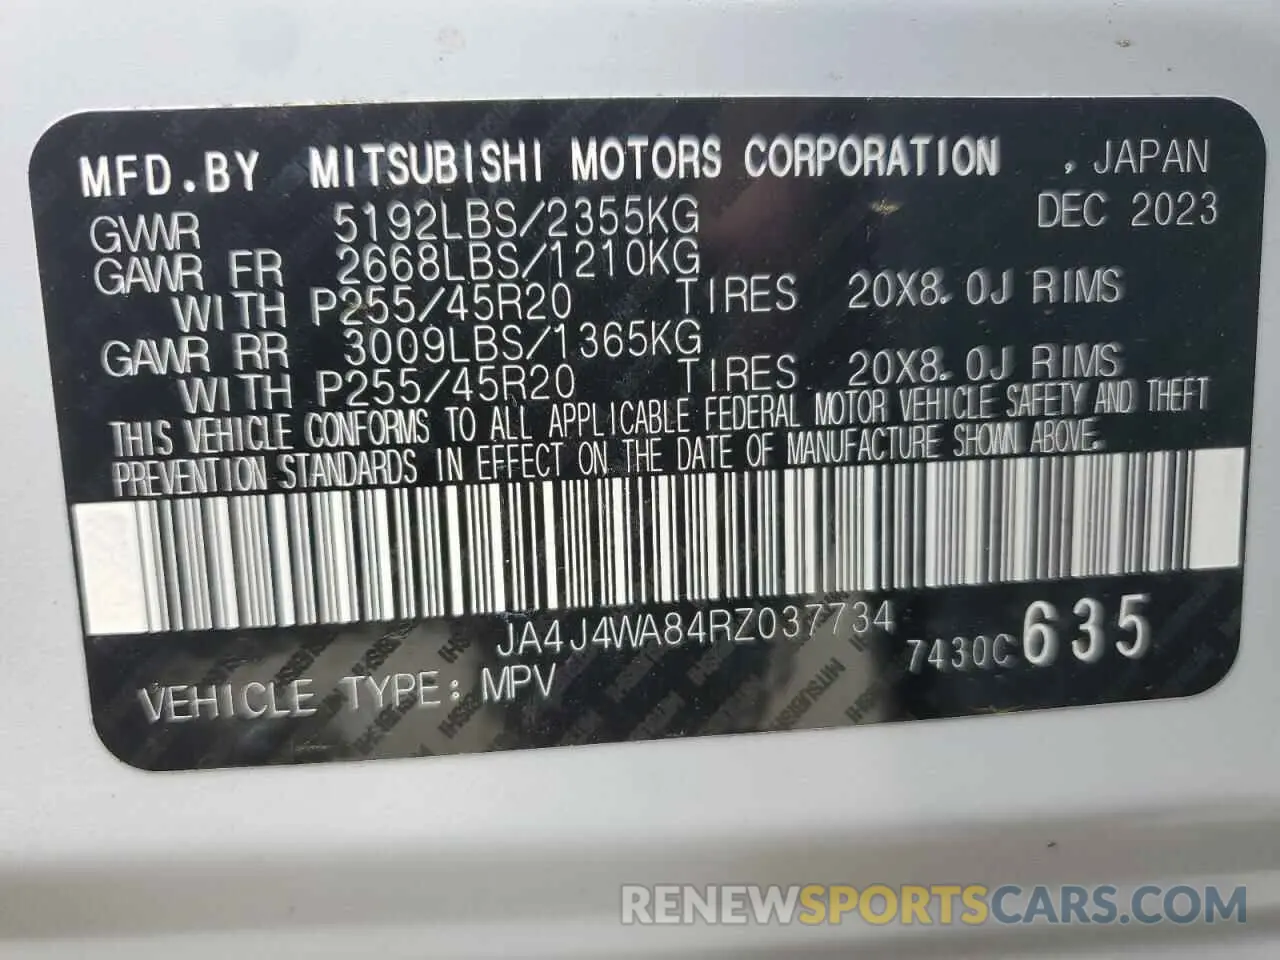 MFD.BY MITSUBISHI MOTORS CORPORATION , JAPAN
GVWR 5192LBS/2355KG DEC 2023
GAWR FR 2668LBS/1210KG
WITH P255/45R20 TIRES 20X8.0J RIMS
GAWR RR 3009LBS/1365KG
WITH P255/45R20 TIRES 20X8.0J RIMS
THIS VEHICLE CONFORMS TO ALL APPLICABLE FEDERAL MOTOR VEHICLE SAFETY AND THEFT
PREVENTION STANDARDS IN EFFECT ON THE DATE OF MANUFACTURE SHOWN ABOVE.
JA4J4WA84RZ037734 7430C 635
VEHICLE TYPE: MPV
RENEWSPORTSCARS.COM